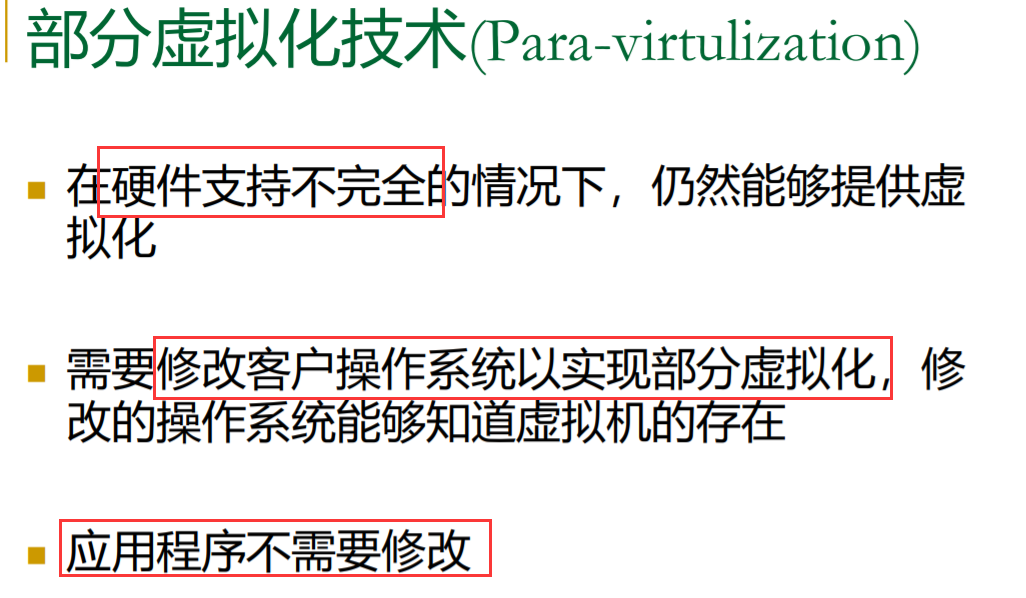 部分虚拟化技术(Para-virtulization)
在硬件支持不完全的情况下，仍然能够提供虚
拟化
需要修改客户操作系统以实现部分虚拟化，修
改的操作系统能够知道虚拟机的存在
应用程序不需要修改